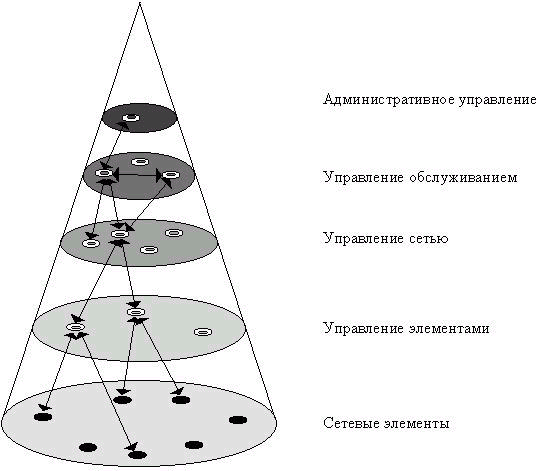 Административное управление
Управление обслуживанием
Управление сетью
Управление элементами
Сетевые элементы